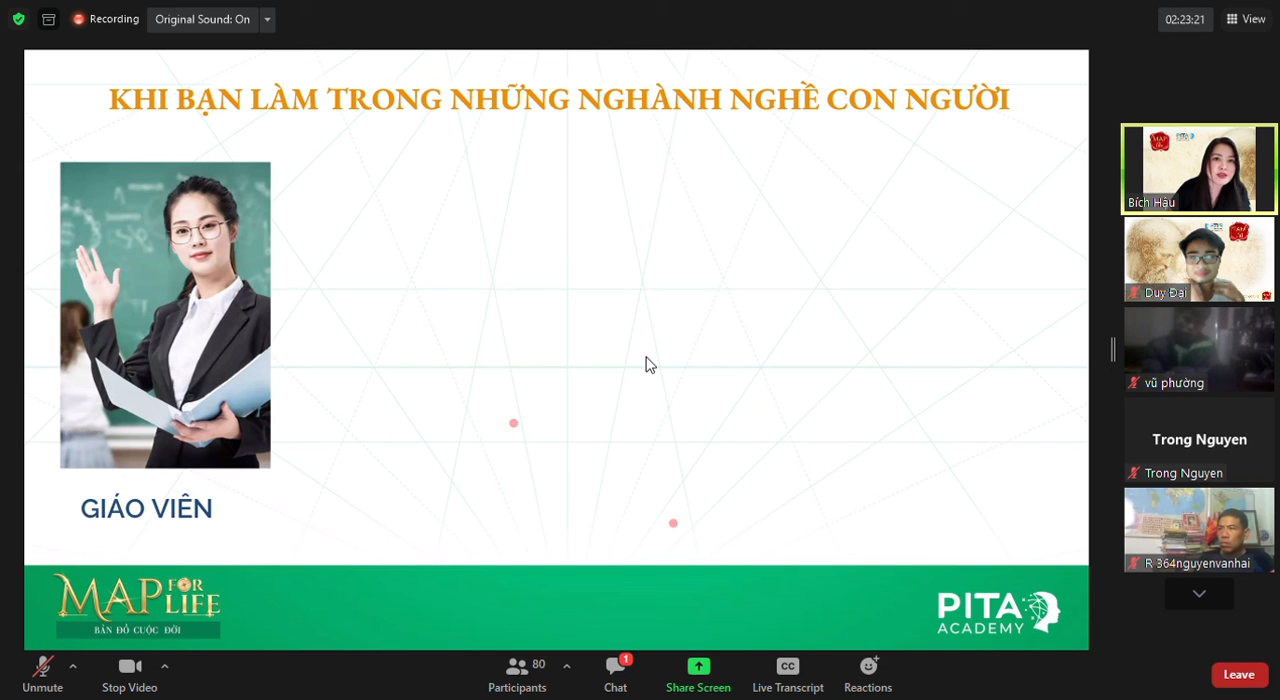 Recording
Original Sound: On
02:23:21
View
KHI BẠN LÀM TRONG NHỮNG NGHÀNH NGHỀ CON NGƯỜI
GIÁO VIÊN
MAP FOR LIFE
BẢN ĐỒ CUỘC ĐỜI
PITA
ACADEMY
Bích Hậu
Duy Đại
vũ phường
Trong Nguyen
Trong Nguyen
R 364nguyenvanhai
Unmute
Stop Video
Participants
80
Chat
1
Share Screen
CC
Live Transcript
Reactions
Leave